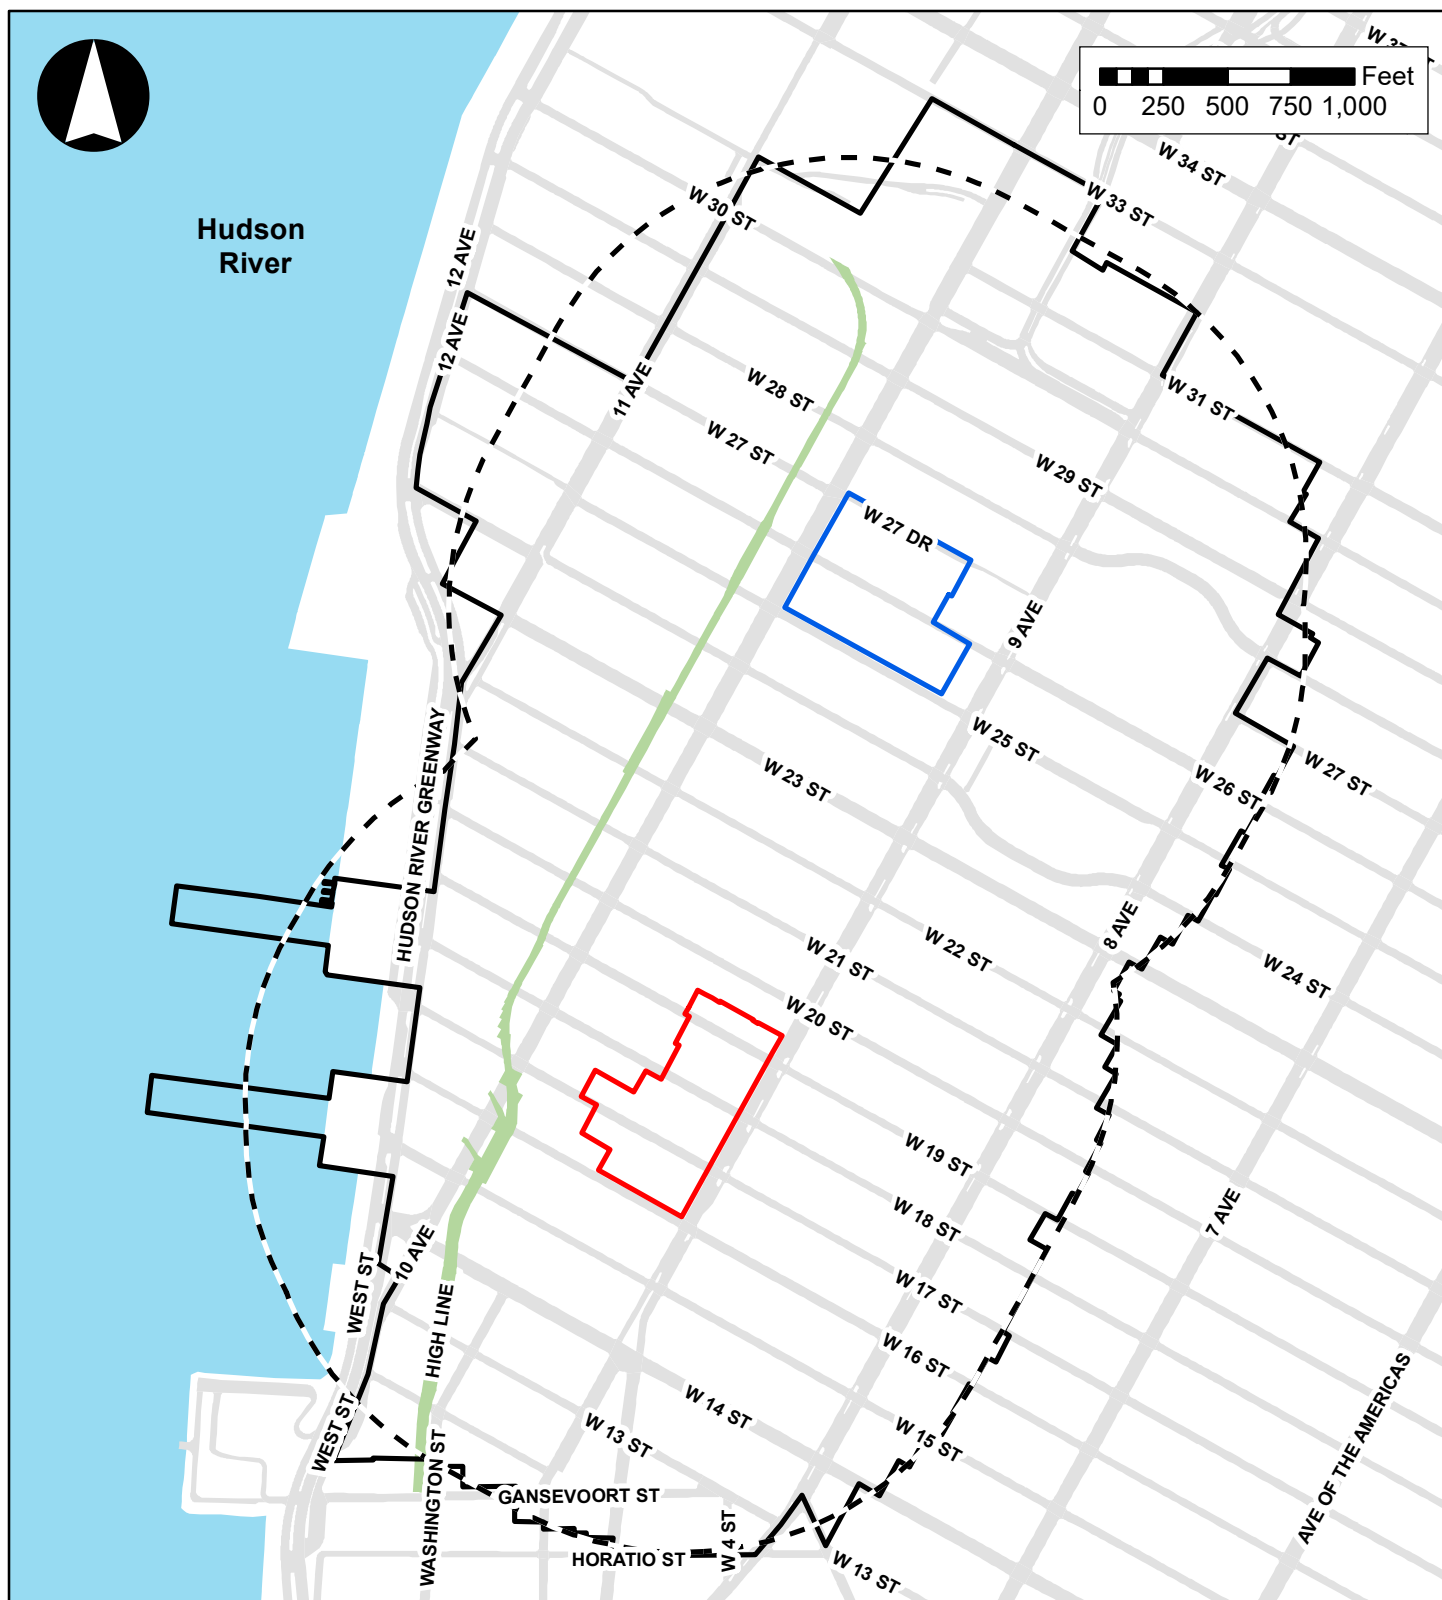 W 37 ST
Feet
0 250 500 750 1,000
ST
W 34 ST
W 33 ST
W 30 ST
Hudson
River
12 AVE
12 AVE
11 AVE
W 28 ST
W 31 ST
W 27 ST
W 29 ST
W 27 DR
9 AVE
W 25 ST
W 23 ST
W 26 ST
W 27 ST
HUDSON RIVER GREENWAY
8 AVE
W 22 ST
W 21 ST
W 24 ST
W 20 ST
W 19 ST
W 18 ST
7 AVE
10 AVE
WEST ST
W 17 ST
HIGH LINE
W 16 ST
W 14 ST
AVE OF THE AMERICAS
W 13 ST
W 15 ST
WEST ST
WASHINGTON ST
GANSEVOORT ST
W 4 ST
HORATIO ST
W 13 ST